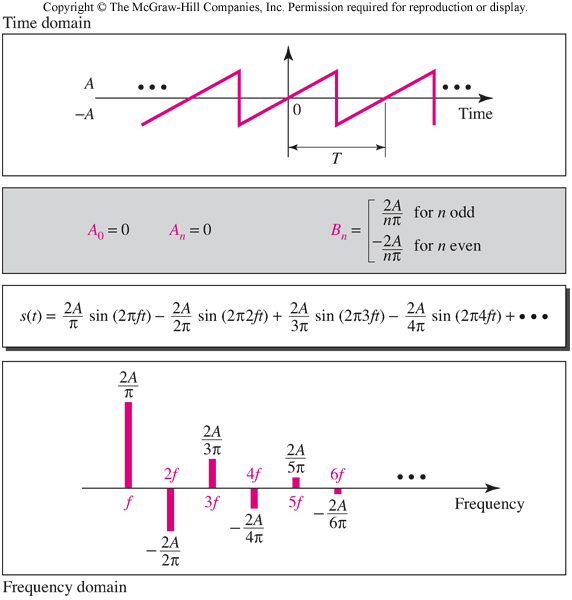 Copyright © The McGraw-Hill Companies, Inc. Permission required for reproduction or display.
Time domain
A
−A
0
Time
T
A₀ = 0 Aₙ = 0 Bₙ = 2A/nπ for n odd
−2A/nπ for n even
s(t) = 2A/π sin (2πft) − 2A/2π sin (2π2ft) + 2A/3π sin (2π3ft) − 2A/4π sin (2π4ft) + •••
2A/π
2A/3π
2A/5π
2f 4f 6f
f 3f 5f
Frequency
−2A/2π
−2A/4π
−2A/6π
Frequency domain